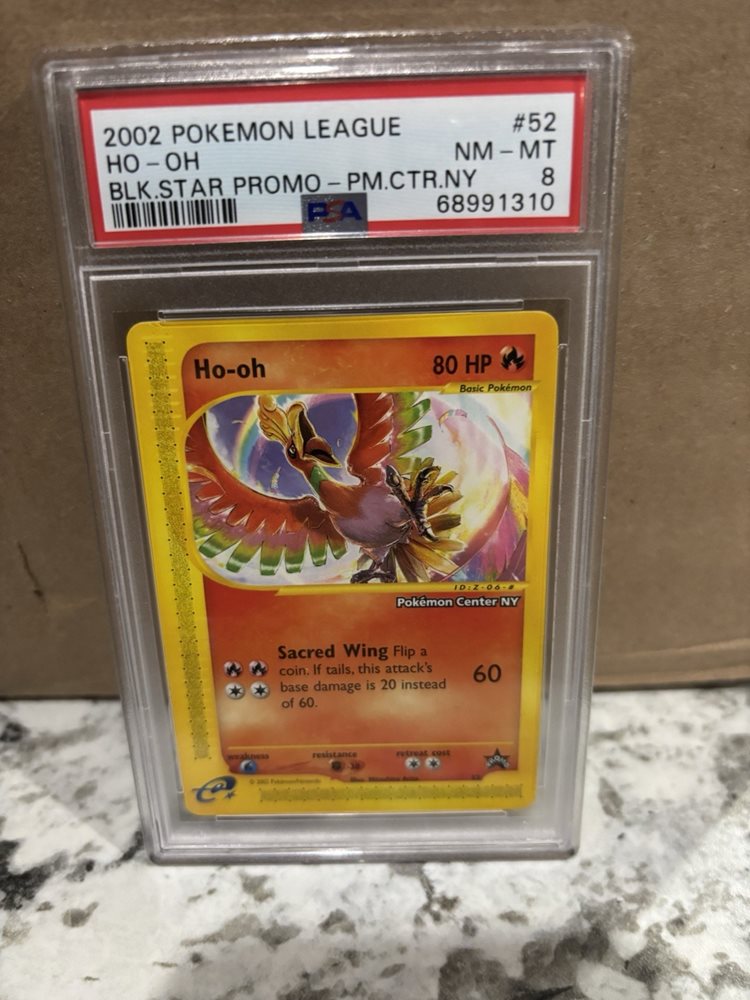 2002 POKEMON LEAGUE #52
HO - OH NM - MT
BLK.STAR PROMO - PM.CTR.NY 8
PSA 68991310
Ho-oh 80 HP
Basic Pokémon
ID:Z-06-#
Pokémon Center NY
Sacred Wing Flip a
coin. If tails, this attack's
base damage is 20 instead
of 60.
60
weakness resistance retreat cost
e